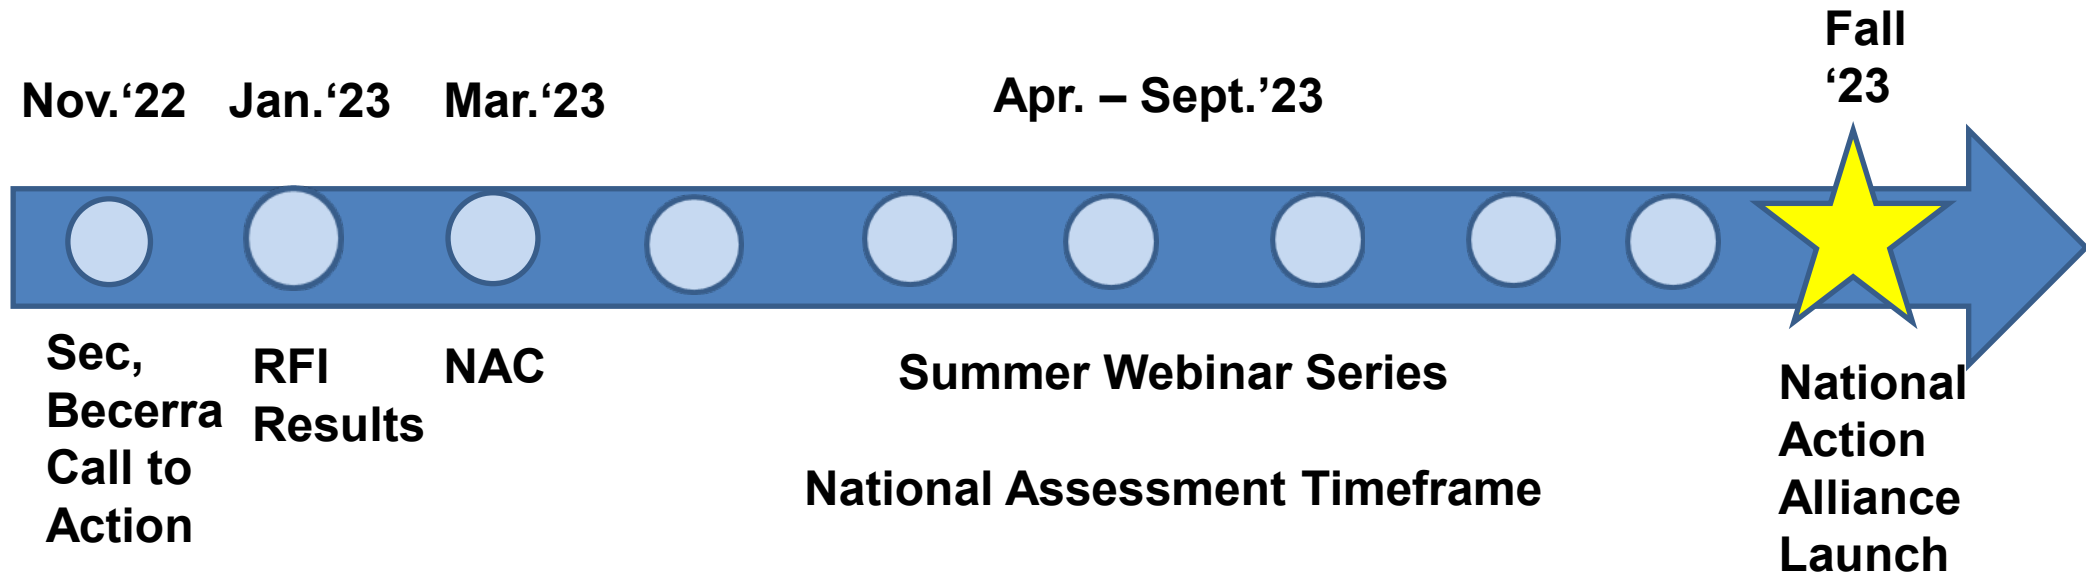 Fall
‘23
Nov.‘22
Jan.‘23
Mar.‘23
Apr. – Sept.’23
Sec,
Becerra
Call to
Action
RFI
Results
NAC
Summer Webinar Series
National Assessment Timeframe
National
Action
Alliance
Launch